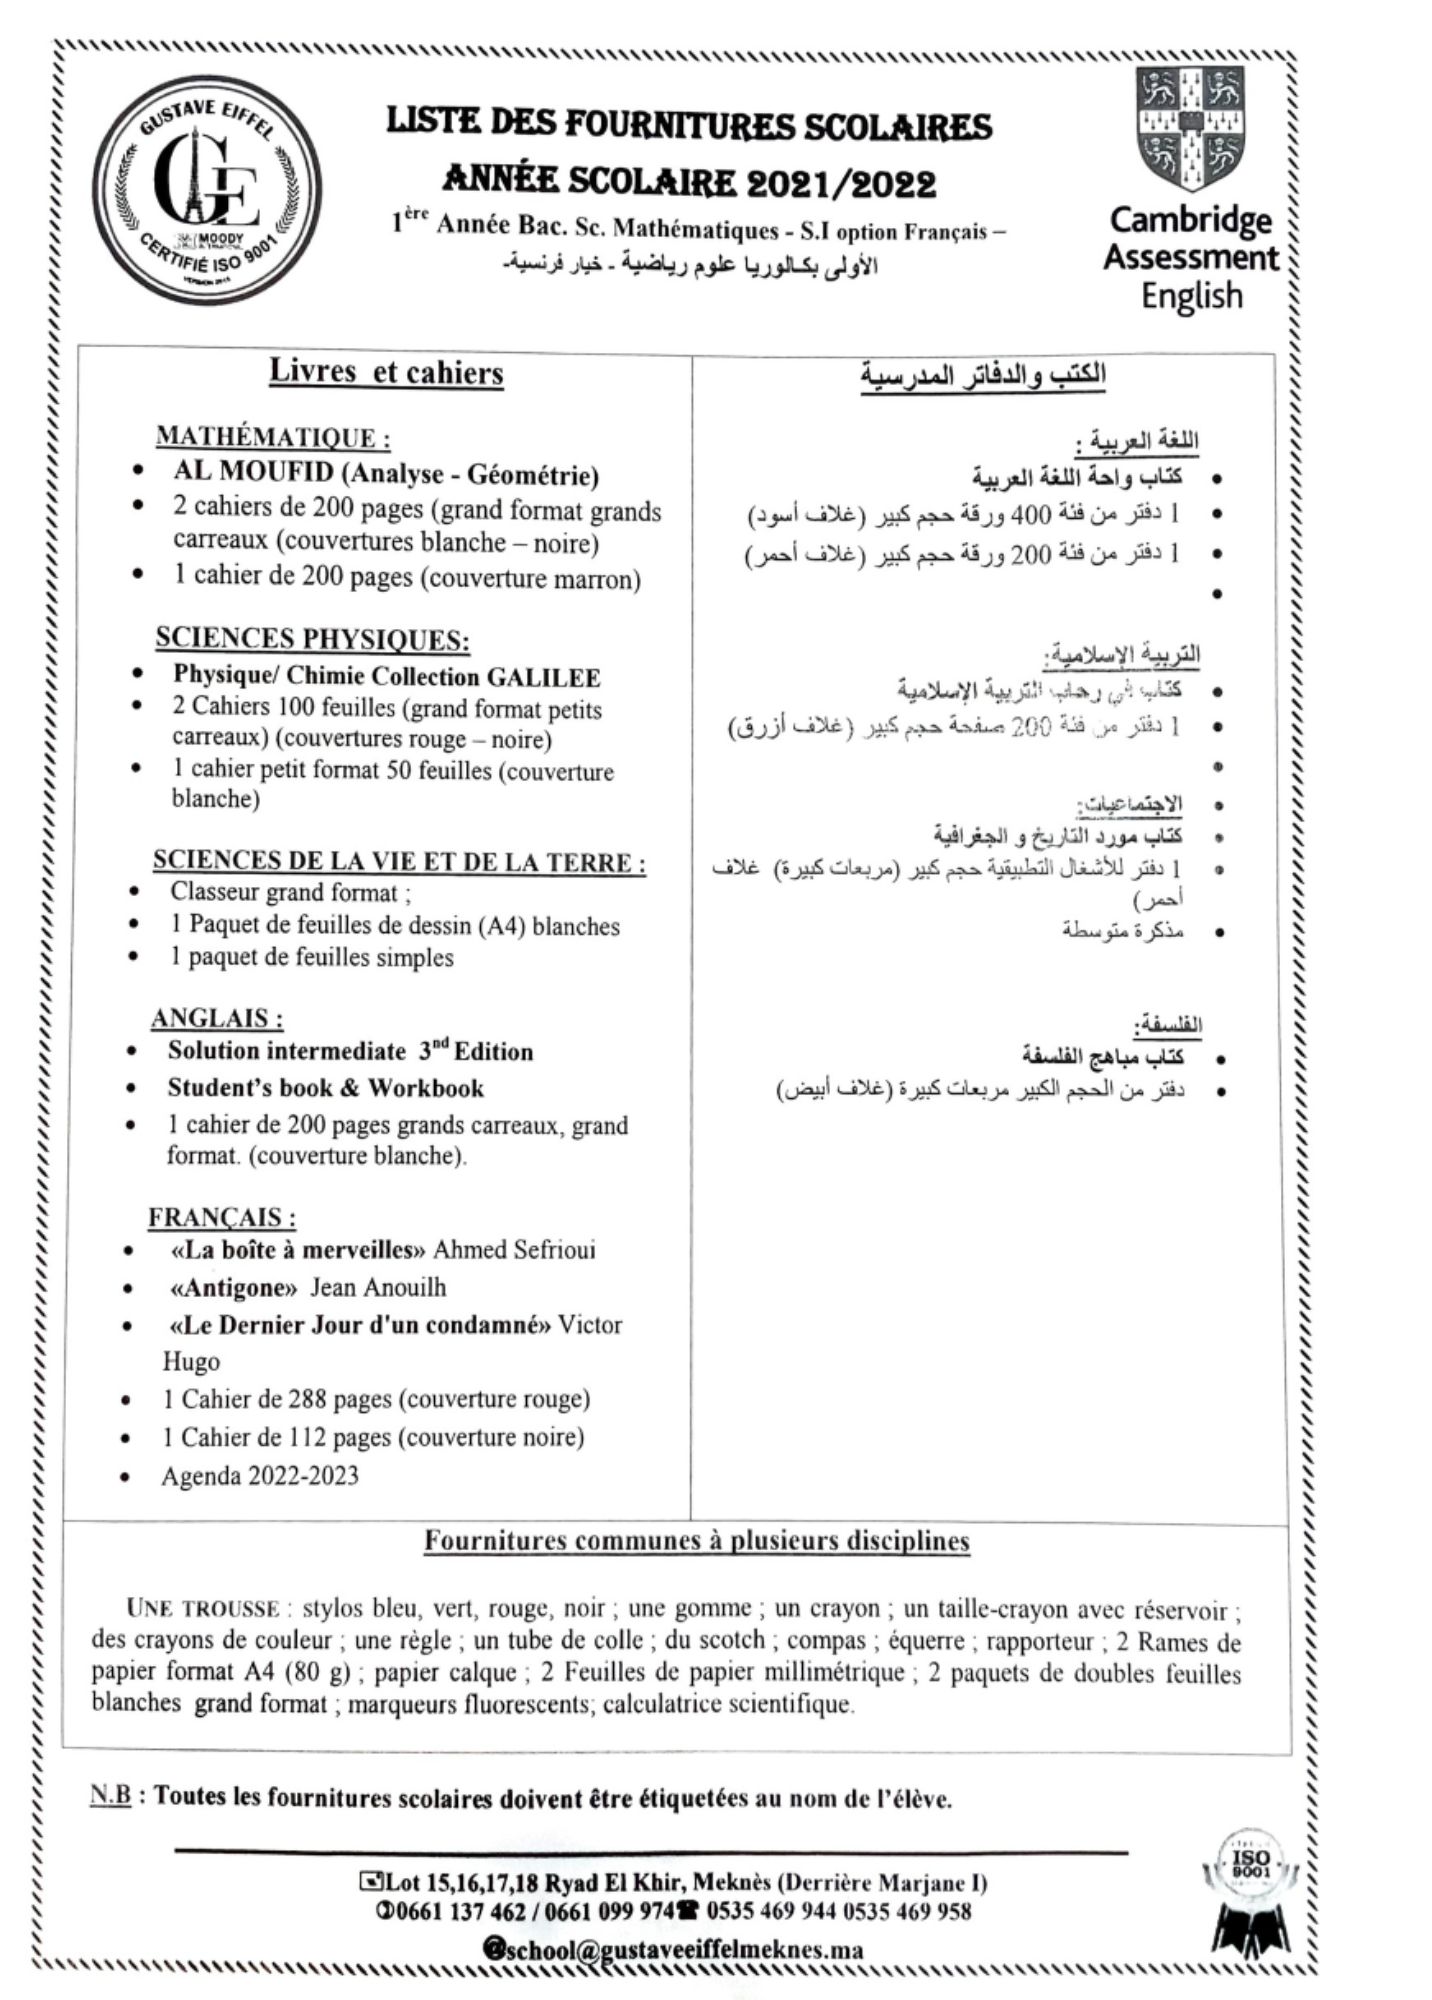 GUSTAVE EIFFEL
GE
MOODY
CERTIFIÉ ISO 9001
LISTE DES FOURNITURES SCOLAIRES
ANNÉE SCOLAIRE 2021/2022
1ère Année Bac. Sc. Mathématiques - S.I option Français –
الأولى بكالوريا علوم رياضية - خيار فرنسية-
Cambridge
Assessment
English
Livres et cahiers
MATHÉMATIQUE :
• AL MOUFID (Analyse - Géométrie)
• 2 cahiers de 200 pages (grand format grands
carreaux (couvertures blanche – noire)
• 1 cahier de 200 pages (couverture marron)
SCIENCES PHYSIQUES:
• Physique/ Chimie Collection GALILEE
• 2 Cahiers 100 feuilles (grand format petits
carreaux) (couvertures rouge – noire)
• 1 cahier petit format 50 feuilles (couverture
blanche)
SCIENCES DE LA VIE ET DE LA TERRE :
• Classeur grand format ;
• 1 Paquet de feuilles de dessin (A4) blanches
• 1 paquet de feuilles simples
ANGLAIS :
• Solution intermediate 3nd Edition
• Student's book & Workbook
• 1 cahier de 200 pages grands carreaux, grand
format. (couverture blanche).
FRANÇAIS :
• «La boîte à merveilles» Ahmed Sefrioui
• «Antigone» Jean Anouilh
• «Le Dernier Jour d'un condamné» Victor
Hugo
• 1 Cahier de 288 pages (couverture rouge)
• 1 Cahier de 112 pages (couverture noire)
• Agenda 2022-2023
الكتب والدفاتر المدرسية
اللغة العربية :
• كتاب واحة اللغة العربية
• 1 دفتر من فئة 400 ورقة حجم كبير (غلاف أسود)
• 1 دفتر من فئة 200 ورقة حجم كبير (غلاف أحمر)
•
التربية الإسلامية:
• كتاب في رحاب التربية الإسلامية
• 1 دفتر من فئة 200 صفحة حجم كبير (غلاف أزرق)
•
• الاجتماعيات:
• كتاب مورد التاريخ و الجغرافية
• 1 دفتر للأشغال التطبيقية حجم كبير (مربعات كبيرة) غلاف
أحمر)
• مذكرة متوسطة
الفلسفة:
• كتاب مباهج الفلسفة
• دفتر من الحجم الكبير مربعات كبيرة (غلاف أبيض)
Fournitures communes à plusieurs disciplines
UNE TROUSSE : stylos bleu, vert, rouge, noir ; une gomme ; un crayon ; un taille-crayon avec réservoir ;
des crayons de couleur ; une règle ; un tube de colle ; du scotch ; compas ; équerre ; rapporteur ; 2 Rames de
papier format A4 (80 g) ; papier calque ; 2 Feuilles de papier millimétrique ; 2 paquets de doubles feuilles
blanches grand format ; marqueurs fluorescents; calculatrice scientifique.
N.B : Toutes les fournitures scolaires doivent être étiquetées au nom de l'élève.
Lot 15,16,17,18 Ryad El Khir, Meknès (Derrière Marjane I)
0661 137 462 / 0661 099 974 ☎ 0535 469 944 0535 469 958
@school@gustaveeiffelmeknes.ma
ISO
9001